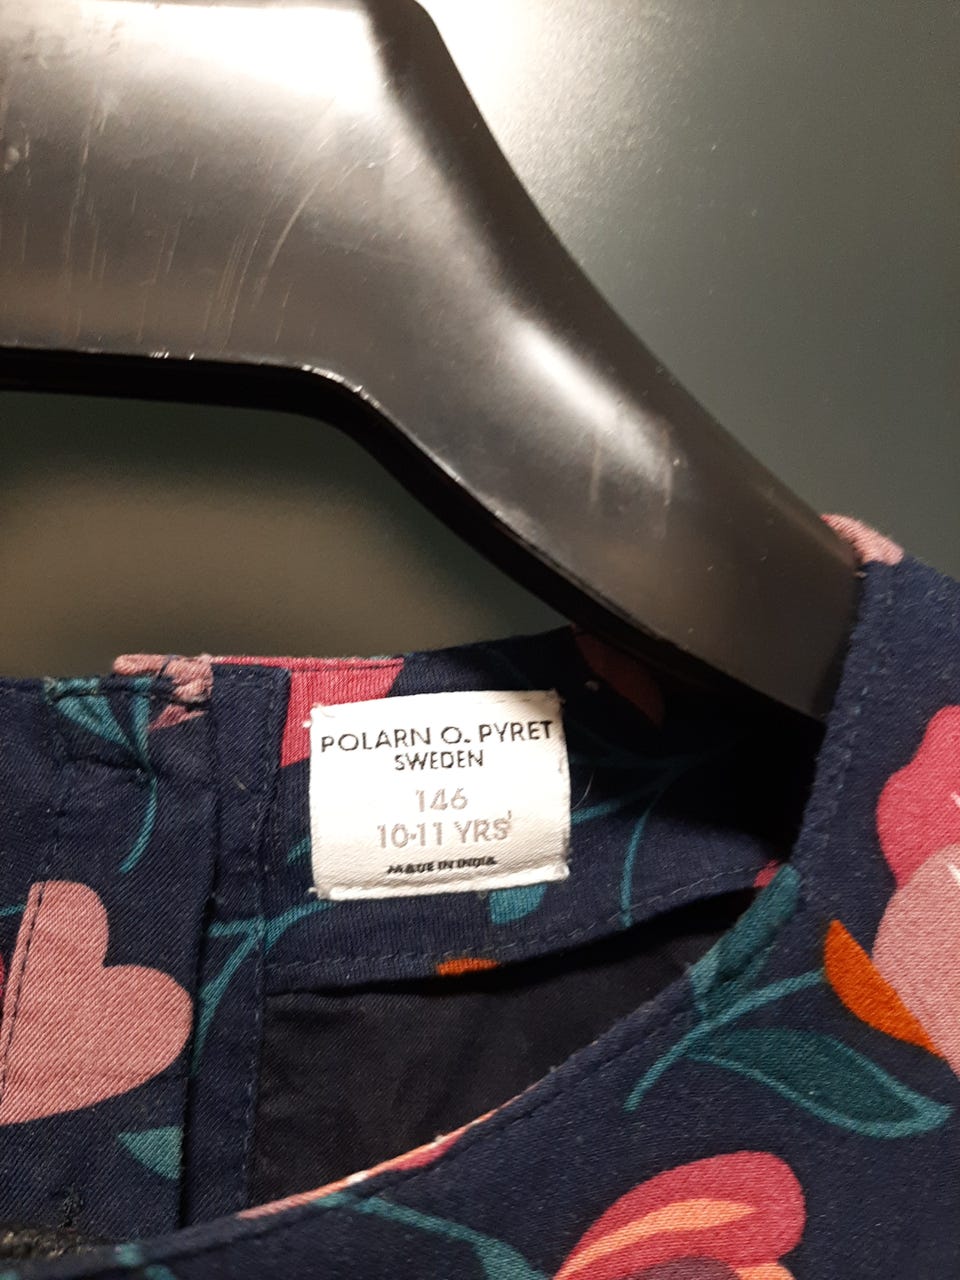 POLARN O. PYRET
SWEDEN
146
10-11 YRS
MADE IN INDIA